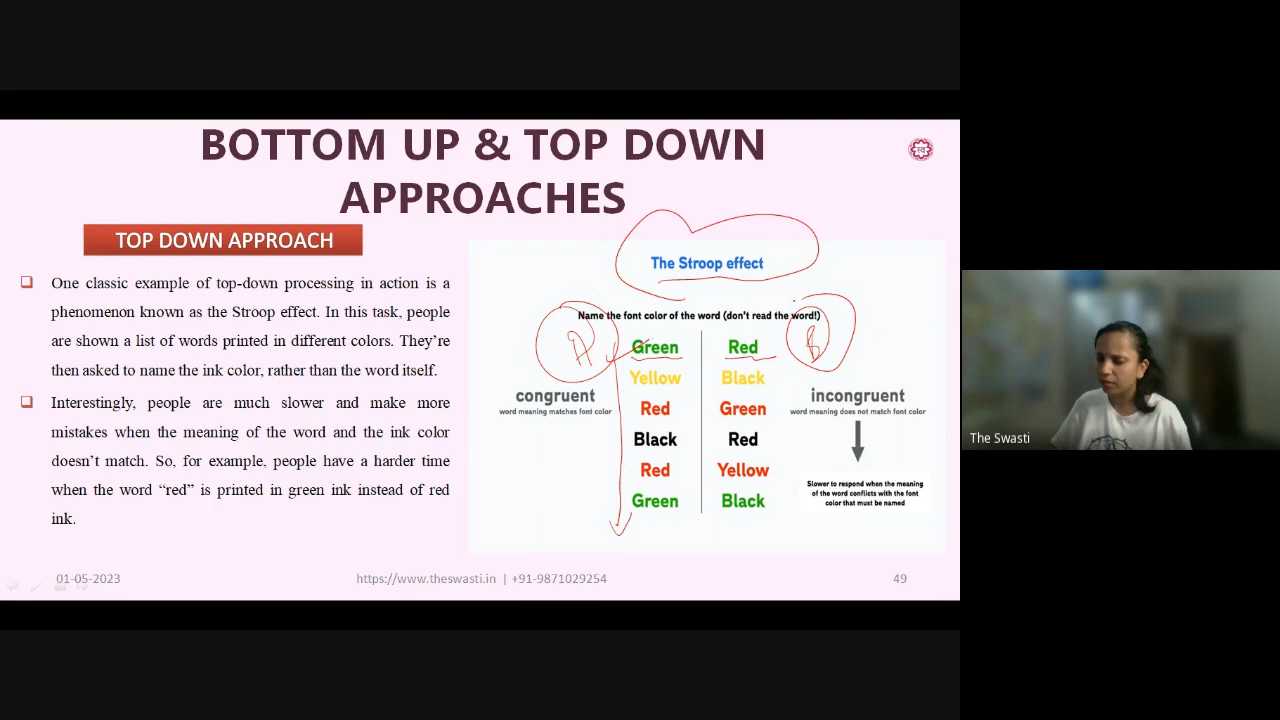 BOTTOM UP & TOP DOWN
APPROACHES
TOP DOWN APPROACH
One classic example of top-down processing in action is a
phenomenon known as the Stroop effect. In this task, people
are shown a list of words printed in different colors. They’re
then asked to name the ink color, rather than the word itself.
Interestingly, people are much slower and make more
mistakes when the meaning of the word and the ink color
doesn’t match. So, for example, people have a harder time
when the word “red” is printed in green ink instead of red
ink.
The Stroop effect
Name the font color of the word (don’t read the word!)
A
B
Green Red
Yellow Black
Red Green
Black Red
Red Yellow
Green Black
congruent
word meaning matches font color
incongruent
word meaning does not match font color
Slower to respond when the meaning
of the word conflicts with the font
color that must be named
01-05-2023
https://www.theswasti.in | +91-9871029254
49
The Swasti